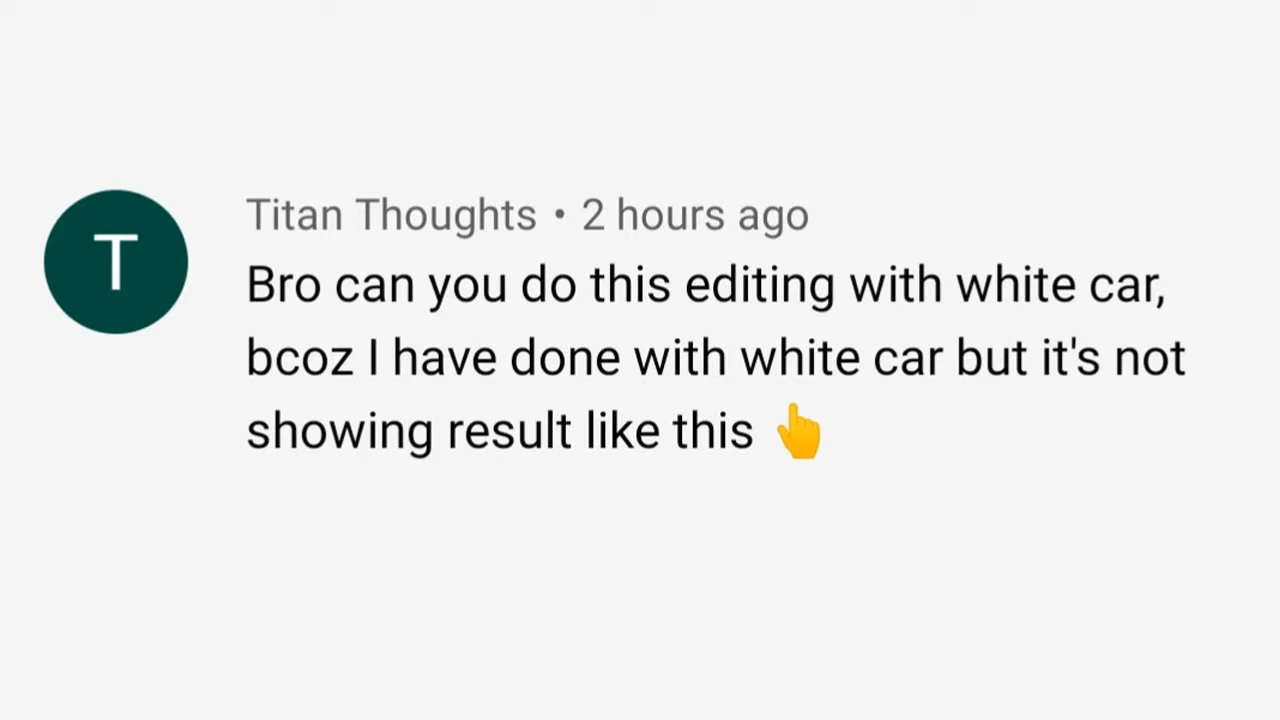 T
Titan Thoughts • 2 hours ago
Bro can you do this editing with white car,
bcoz I have done with white car but it's not
showing result like this 👆